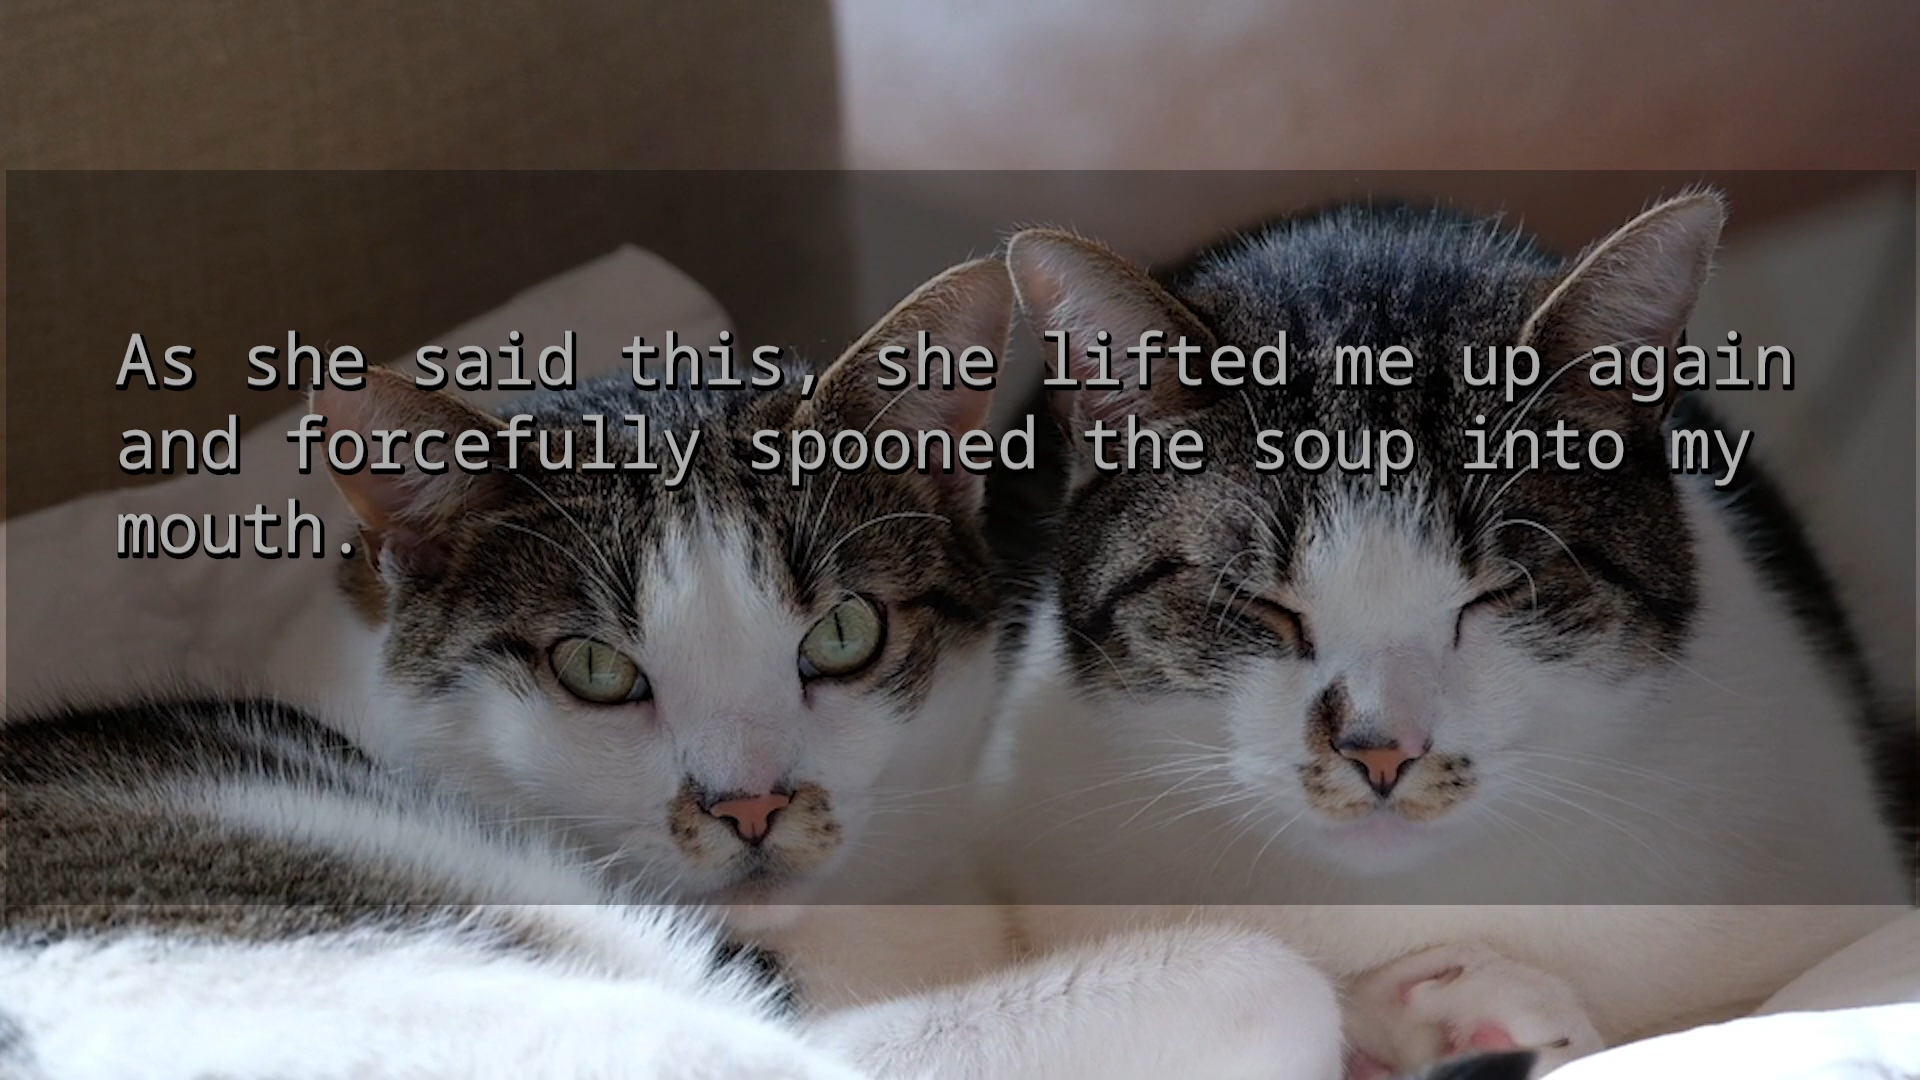 As she said this, she lifted me up again
and forcefully spooned the soup into my
mouth.